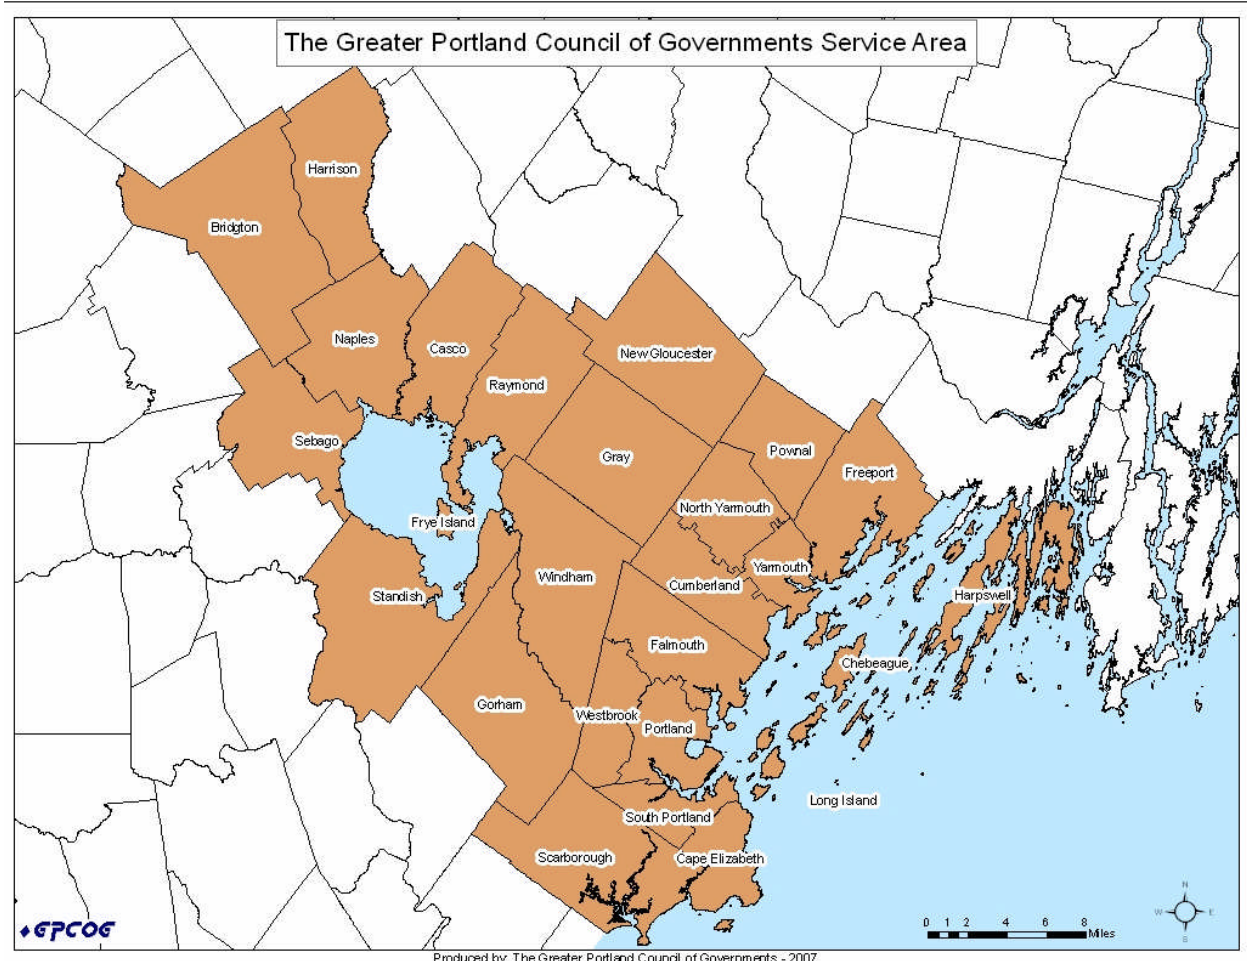 The Greater Portland Council of Governments Service Area
Harrison
Bridgton
Naples
Casco
New Gloucester
Raymond
Sebago
Gray
Pownal
Freeport
North Yarmouth
Frye Island
Windham
Yarmouth
Cumberland
Standish
Harpswell
Falmouth
Chebeague
Gorham
Westbrook
Portland
Long Island
South Portland
Scarborough
Cape Elizabeth
N
W E
S
0 1 2 4 6 8
Miles
GPCOG
Produced by: The Greater Portland Council of Governments - 2007